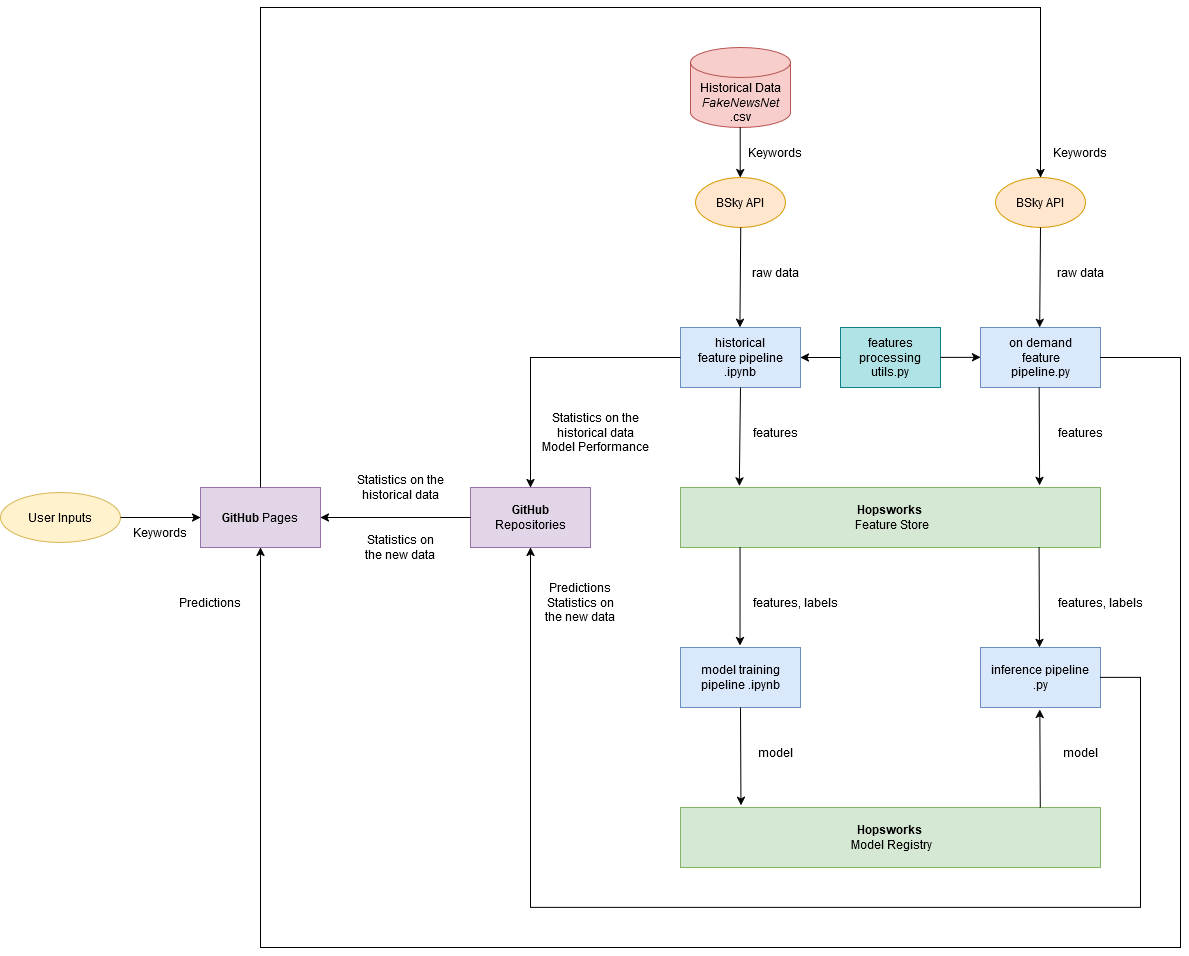 Historical Data
FakeNewsNet
.csv
Keywords
Keywords
BSky API
BSky API
raw data
raw data
historical
feature pipeline
.ipynb
features
processing
utils.py
on demand
feature
pipeline.py
Statistics on the
historical data
Model Performance
features
features
Statistics on the
historical data
User Inputs
Keywords
GitHub Pages
GitHub
Repositories
Hopsworks
Feature Store
Statistics on
the new data
Predictions
Predictions
Statistics on
the new data
features, labels
features, labels
model training
pipeline .ipynb
inference pipeline
.py
model
model
Hopsworks
Model Registry